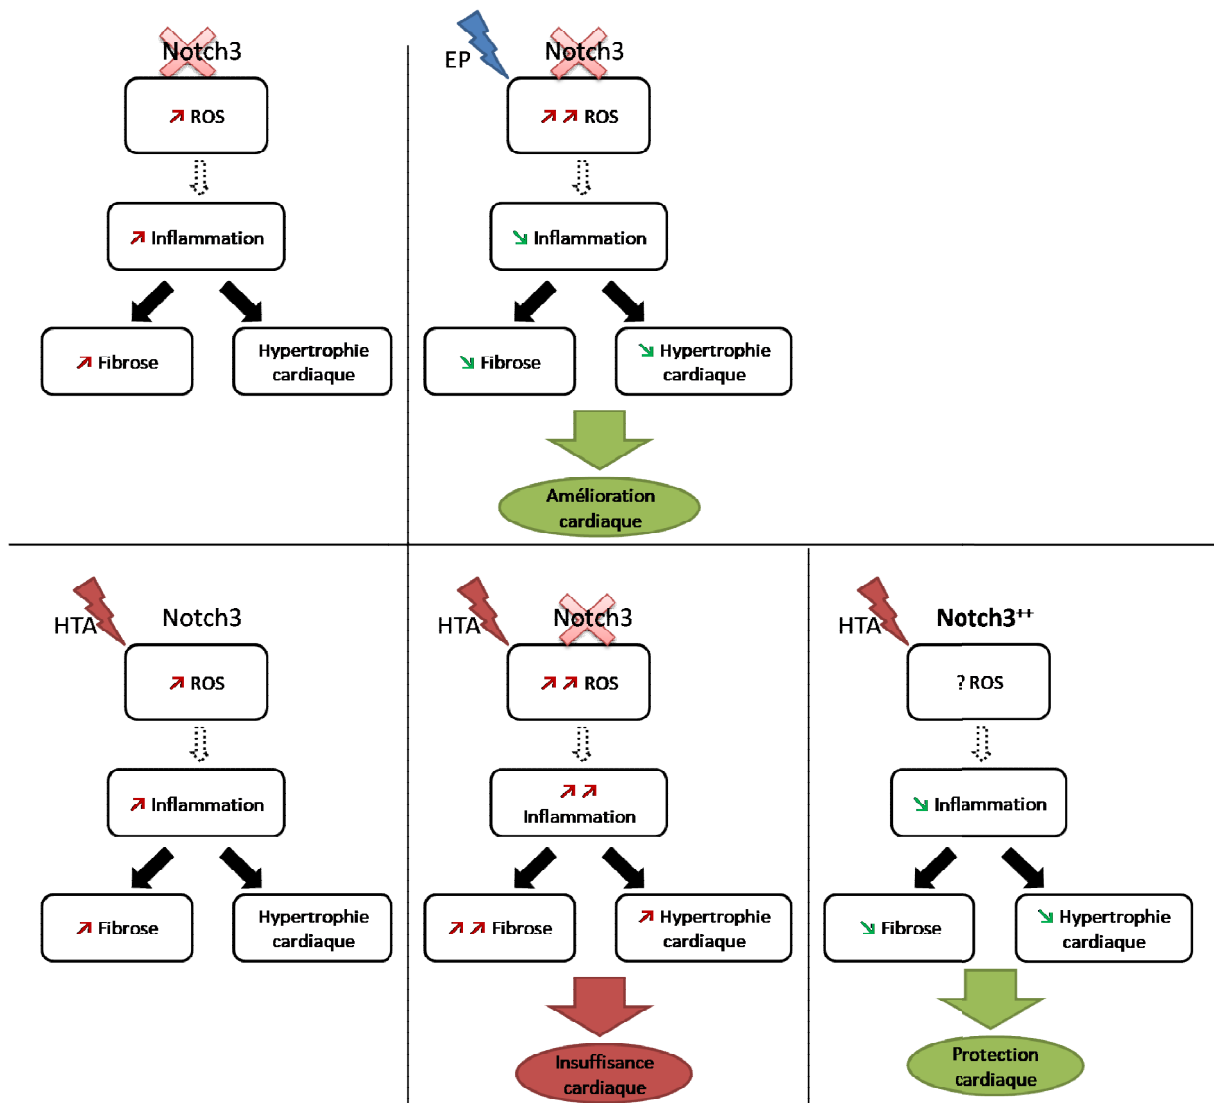 Notch3
↗ ROS
↗ Inflammation
↗ Fibrose
Hypertrophie
cardiaque
EP
Notch3
↗ ↗ ROS
↘ Inflammation
↘ Fibrose
↘ Hypertrophie
cardiaque
Amélioration
cardiaque
HTA
Notch3
↗ ROS
↗ Inflammation
↗ Fibrose
Hypertrophie
cardiaque
HTA
Notch3
↗ ↗ ROS
↗ ↗
Inflammation
↗ ↗ Fibrose
↗ Hypertrophie
cardiaque
Insuffisance
cardiaque
HTA
Notch3⁺⁺
? ROS
↘ Inflammation
↘ Fibrose
↘ Hypertrophie
cardiaque
Protection
cardiaque